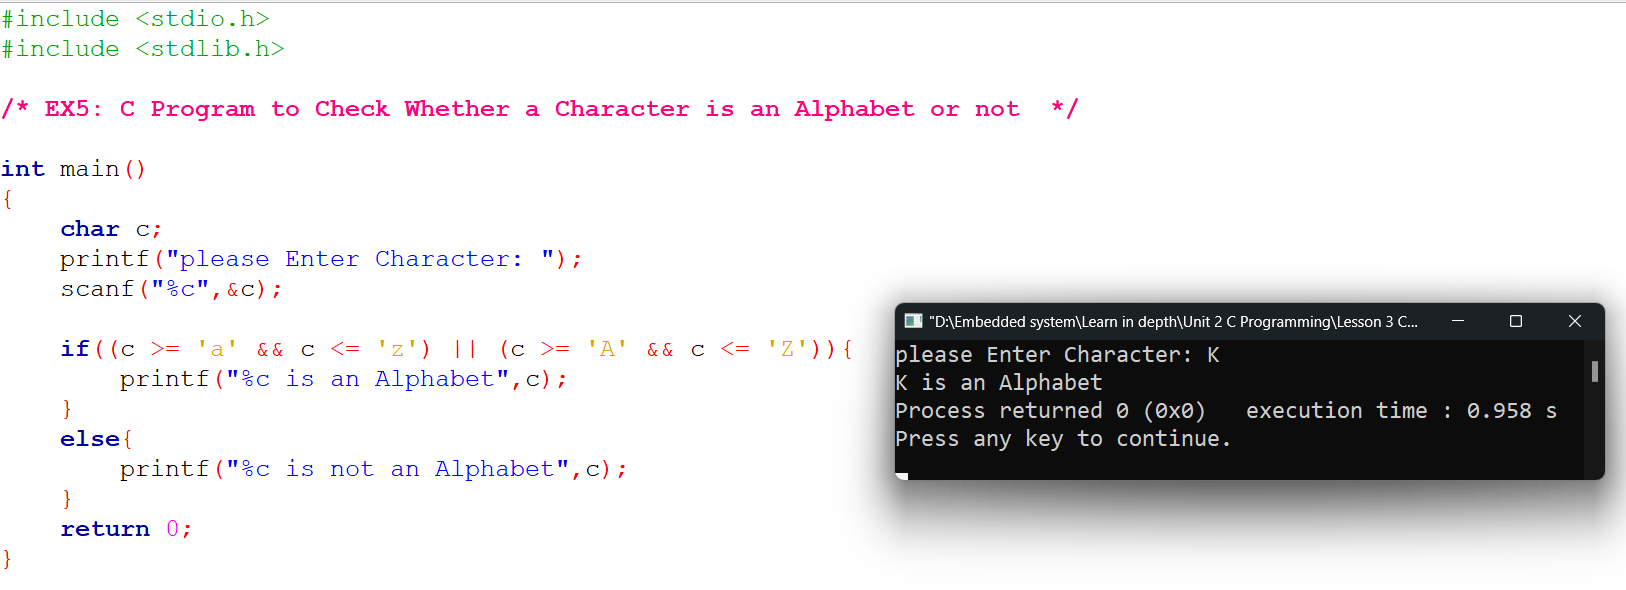 #include <stdio.h>
#include <stdlib.h>
/* EX5: C Program to Check Whether a Character is an Alphabet or not  */
int main()
{
    char c;
    printf("please Enter Character: ");
    scanf("%c",&c);
    if((c >= 'a' && c <= 'z') || (c >= 'A' && c <= 'Z')){
        printf("%c is an Alphabet",c);
    }
    else{
        printf("%c is not an Alphabet",c);
    }
    return 0;
}
"D:\Embedded system\Learn in depth\Unit 2 C Programming\Lesson 3 C...
please Enter Character: K
K is an Alphabet
Process returned 0 (0x0)   execution time : 0.958 s
Press any key to continue.